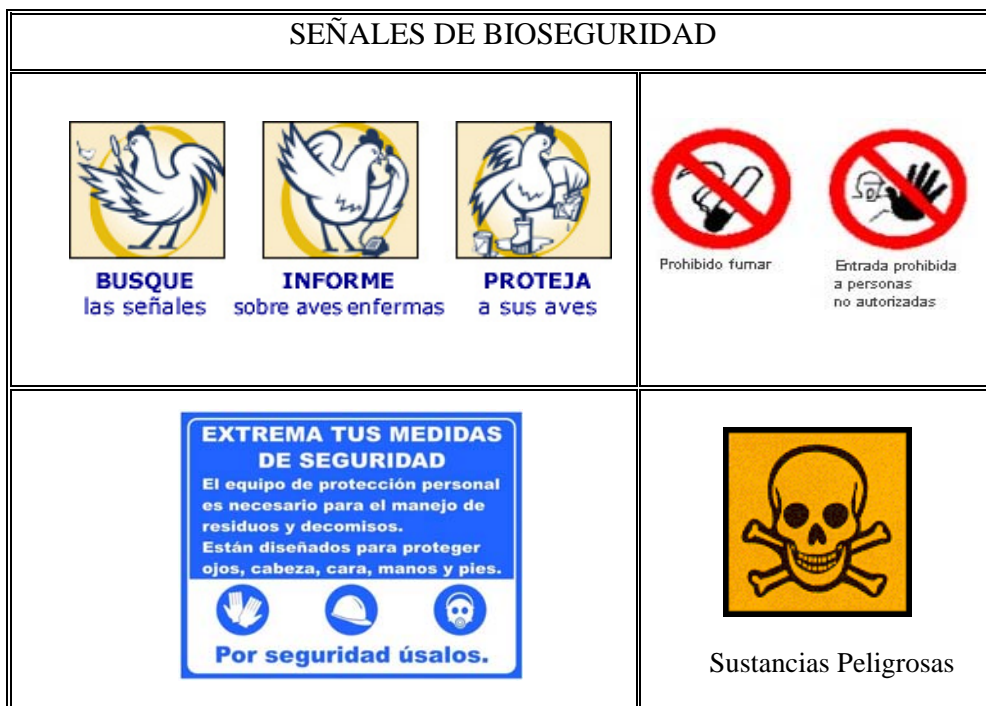 SEÑALES DE BIOSEGURIDAD
BUSQUE
las señales
INFORME
sobre aves enfermas
PROTEJA
a sus aves
Prohibido fumar
Entrada prohibida
a personas
no autorizadas
EXTREMA TUS MEDIDAS
DE SEGURIDAD
El equipo de protección personal
es necesario para el manejo de
residuos y decomisos.
Están diseñados para proteger
ojos, cabeza, cara, manos y pies.
Por seguridad úsalos.
Sustancias Peligrosas